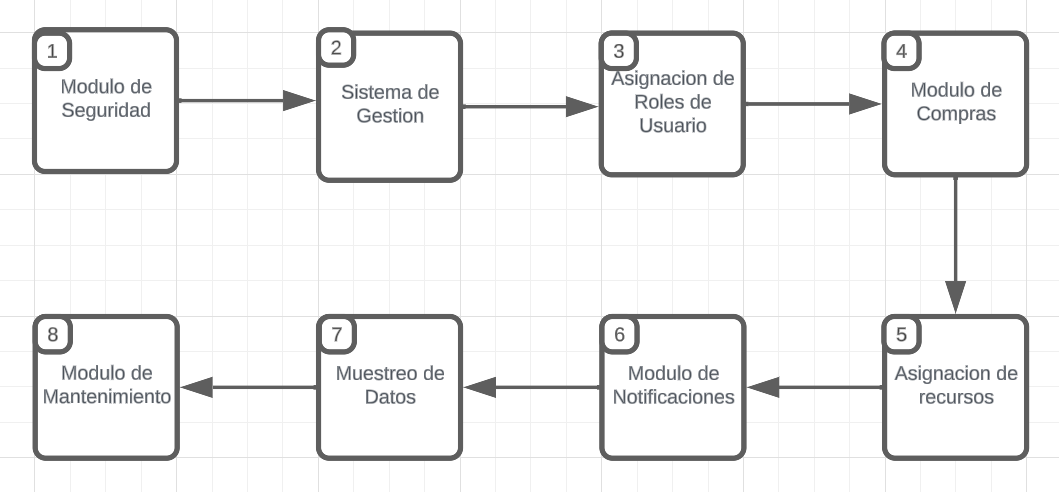 1
Modulo de
Seguridad
2
Sistema de
Gestion
3
Asignacion de
Roles de
Usuario
4
Modulo de
Compras
5
Asignacion de
recursos
6
Modulo de
Notificaciones
7
Muestreo de
Datos
8
Modulo de
Mantenimiento